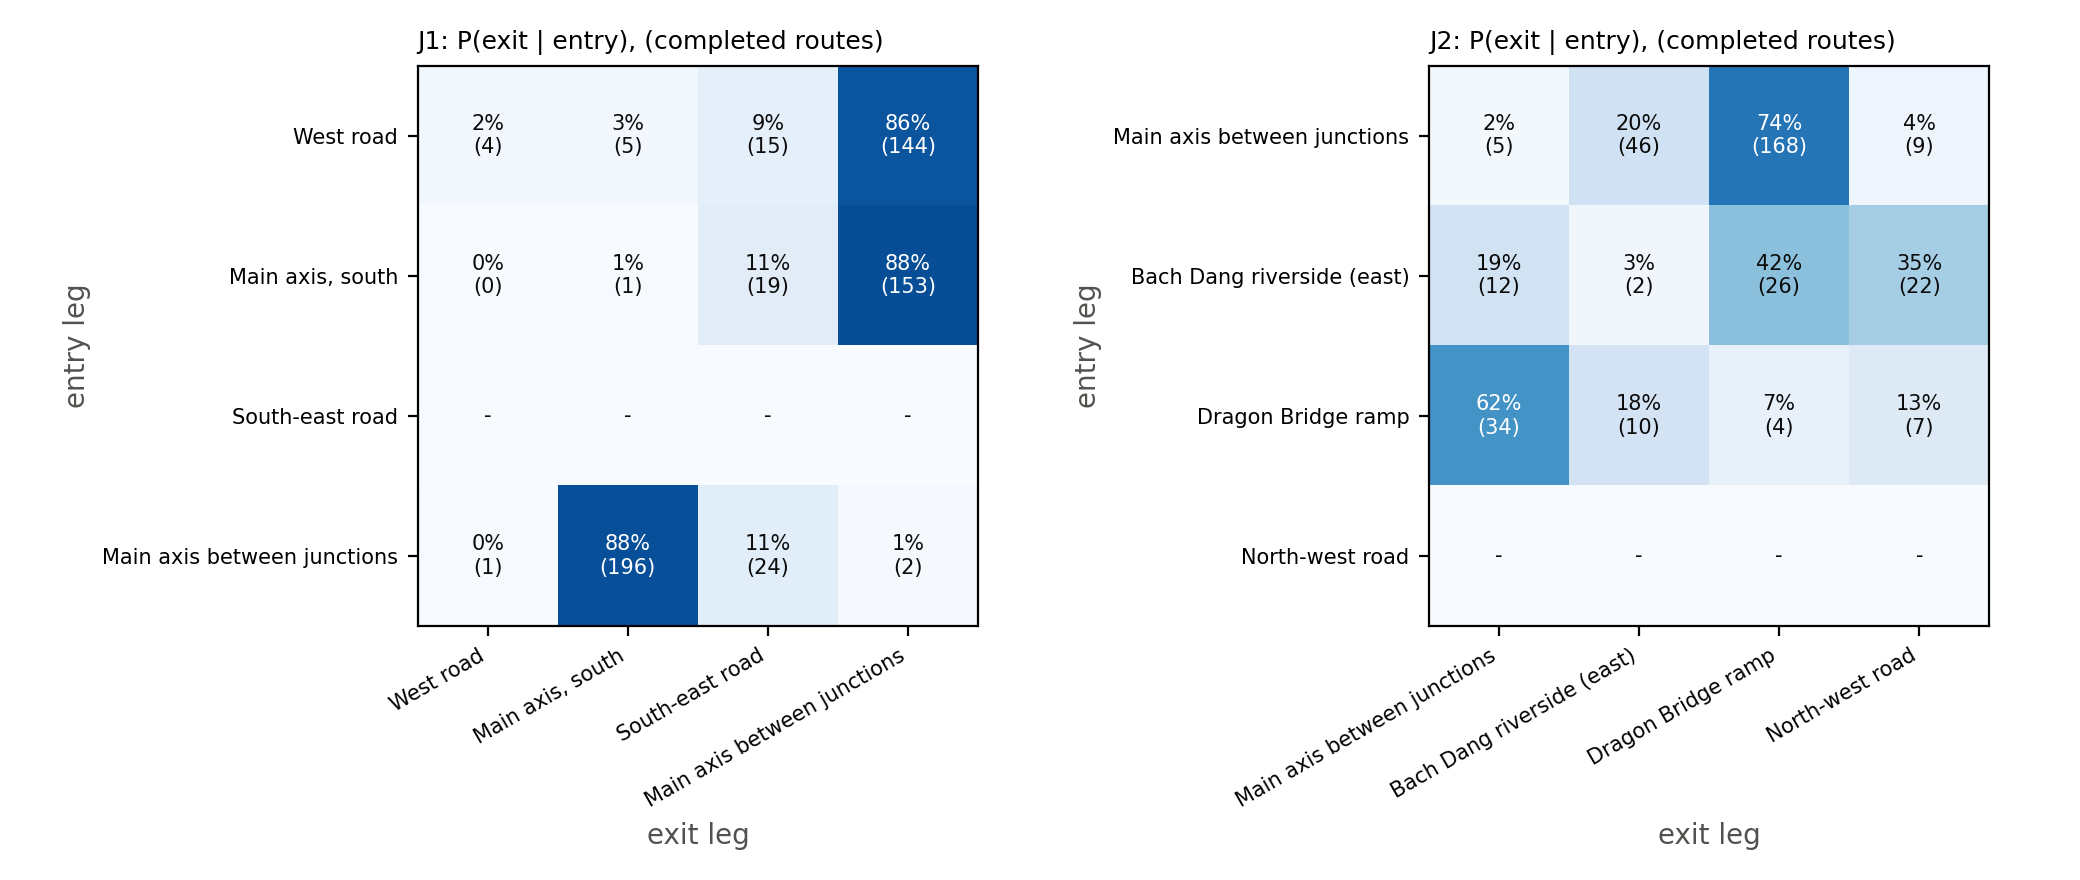 J1: P(exit | entry), (completed routes)
entry leg
West road
2%
(4)
3%
(5)
9%
(15)
86%
(144)
Main axis, south
0%
(0)
1%
(1)
11%
(19)
88%
(153)
South-east road
-
-
-
-
Main axis between junctions
0%
(1)
88%
(196)
11%
(24)
1%
(2)
West road
Main axis, south
South-east road
Main axis between junctions
exit leg
J2: P(exit | entry), (completed routes)
entry leg
Main axis between junctions
2%
(5)
20%
(46)
74%
(168)
4%
(9)
Bach Dang riverside (east)
19%
(12)
3%
(2)
42%
(26)
35%
(22)
Dragon Bridge ramp
62%
(34)
18%
(10)
7%
(4)
13%
(7)
North-west road
-
-
-
-
Main axis between junctions
Bach Dang riverside (east)
Dragon Bridge ramp
North-west road
exit leg